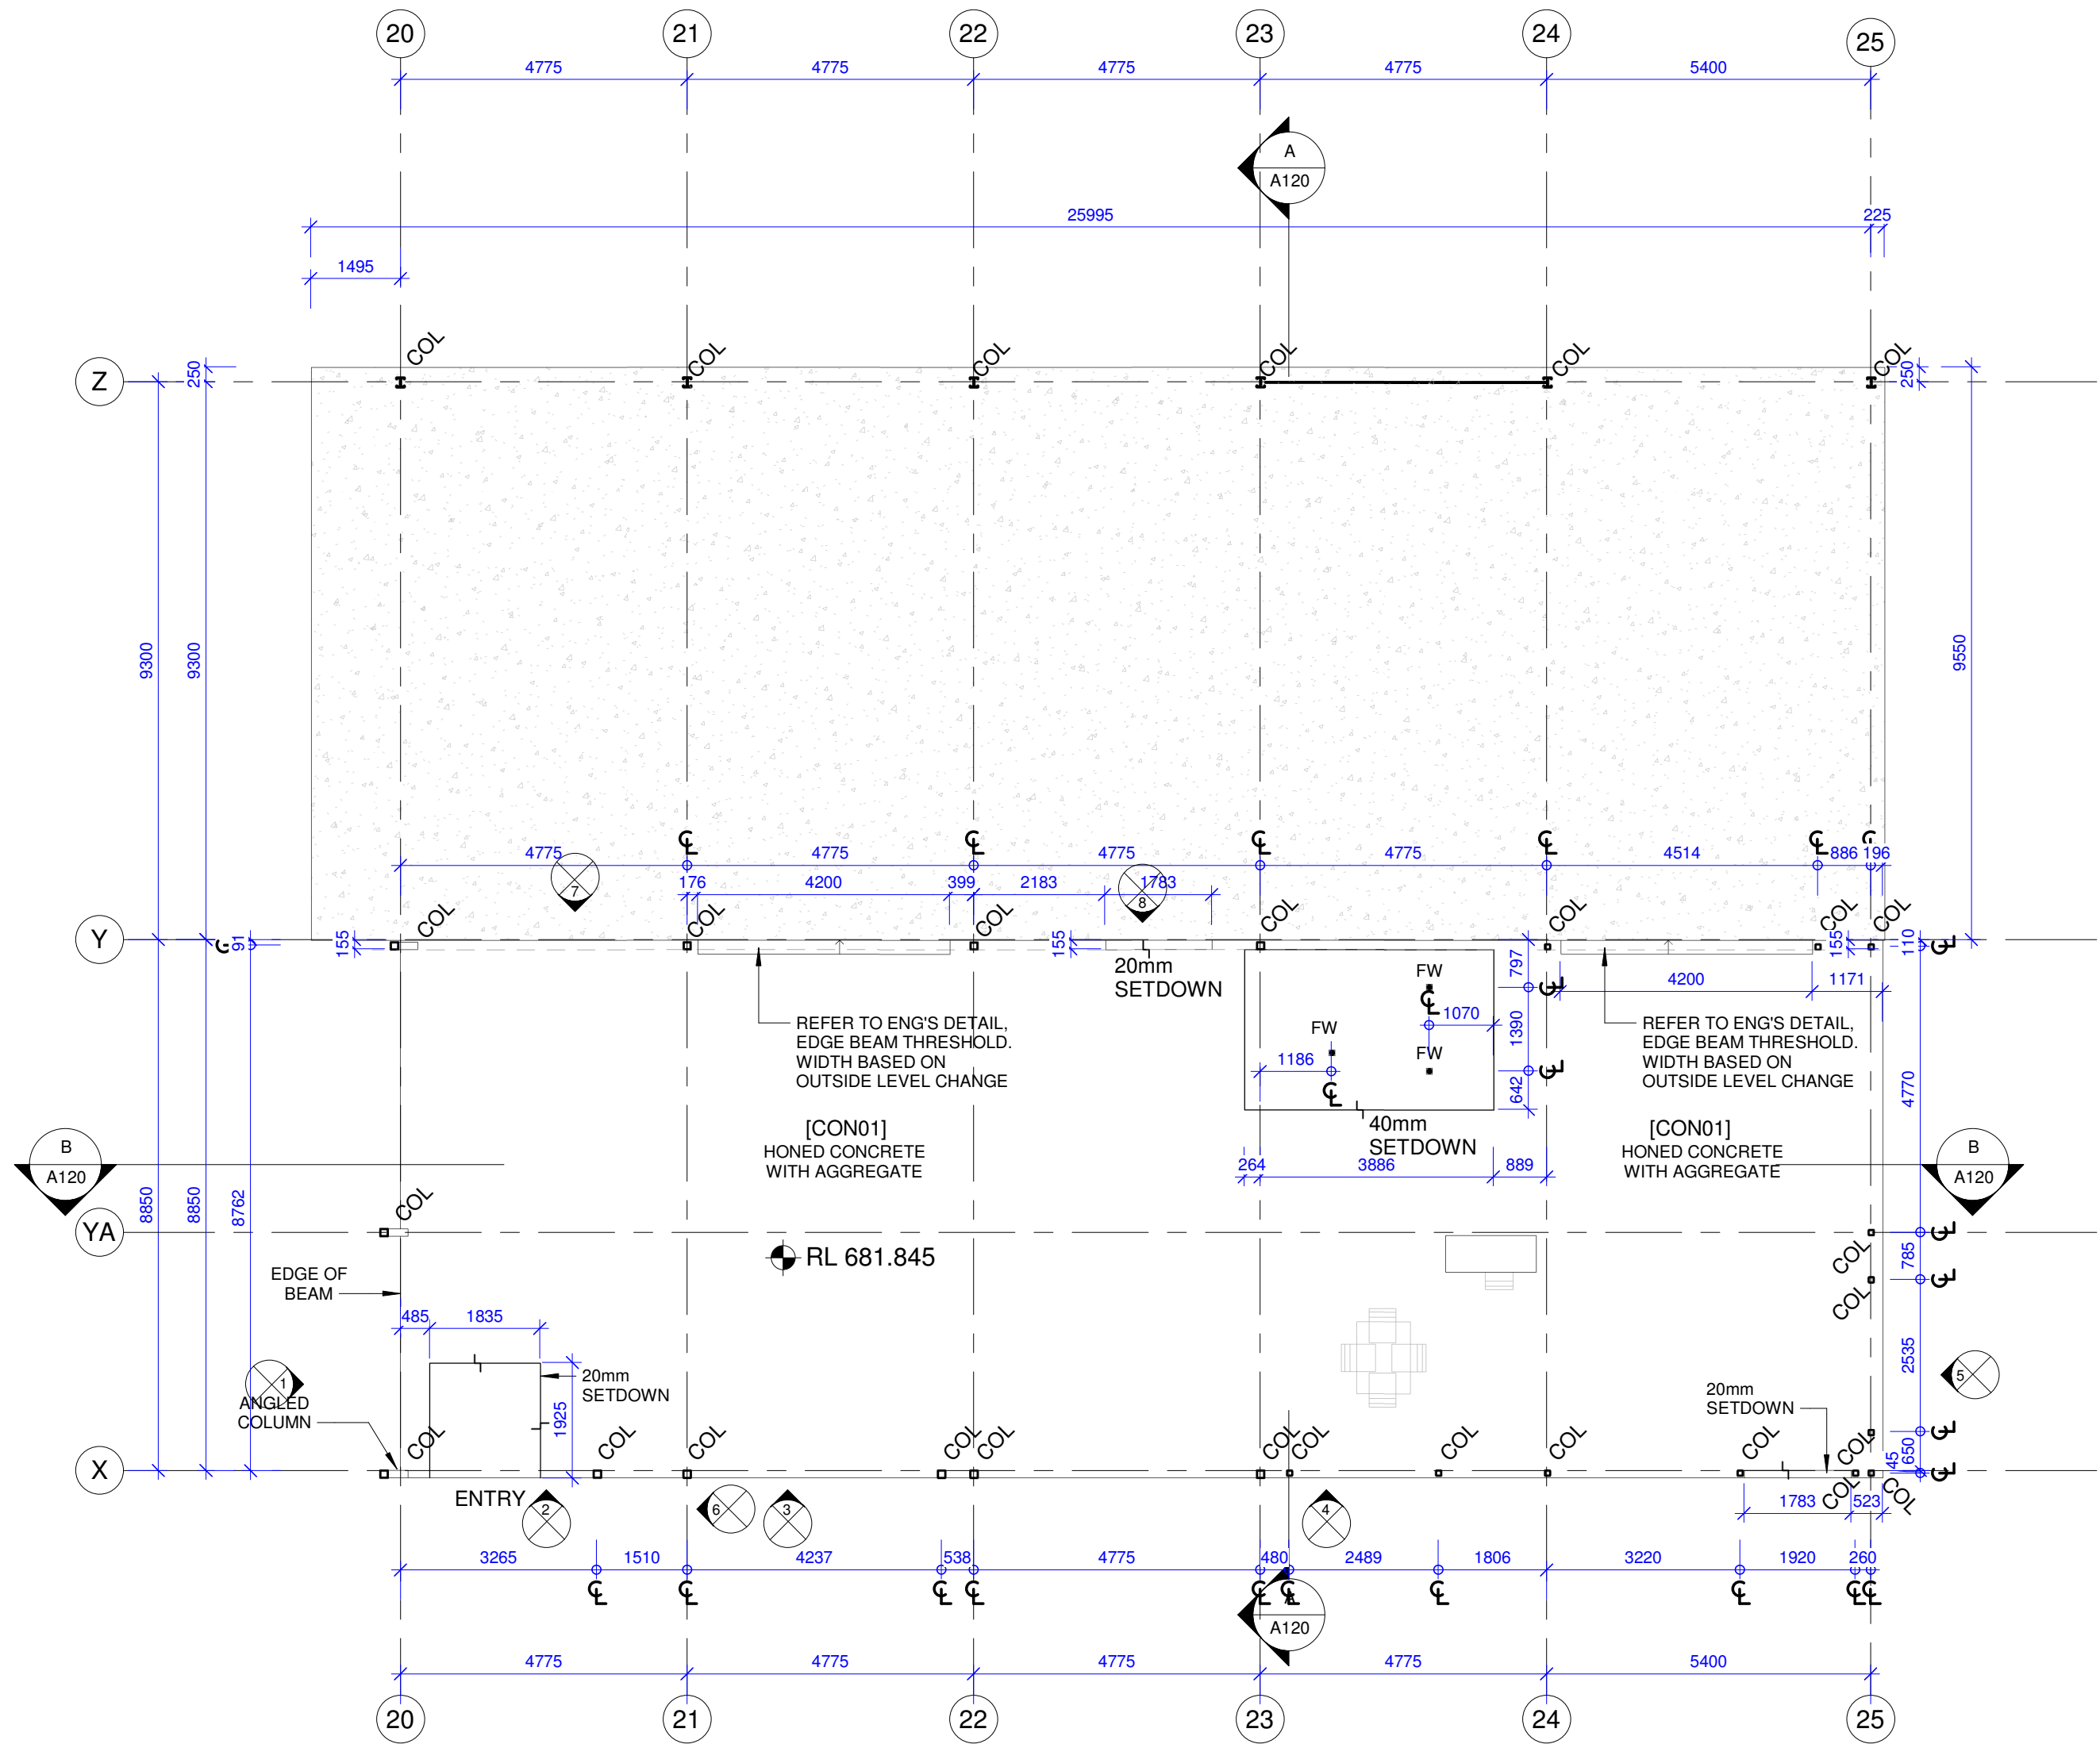 20
21
22
23
24
25
4775
4775
4775
4775
5400
A
A120
25995
225
1495
COL
COL
COL
COL
COL
COL
Z
250
250
9300
9300
9550
4775
4775
4775
4775
4514
886
196
7
176
4200
399
2183
1783
8
COL
COL
COL
COL
COL
COL
COL
Y
91
155
155
155
110
20mm
SETDOWN
797
FW
4200
1171
1070
1390
REFER TO ENG'S DETAIL,
EDGE BEAM THRESHOLD.
WIDTH BASED ON
OUTSIDE LEVEL CHANGE
FW
FW
1186
642
REFER TO ENG'S DETAIL,
EDGE BEAM THRESHOLD.
WIDTH BASED ON
OUTSIDE LEVEL CHANGE
4770
40mm
SETDOWN
[CON01]
HONED CONCRETE
WITH AGGREGATE
[CON01]
HONED CONCRETE
WITH AGGREGATE
264
3886
889
B
A120
B
A120
8850
8850
8762
COL
YA
RL 681.845
COL
785
COL
EDGE OF
BEAM
485
1835
2535
1
5
20mm
SETDOWN
1925
20mm
SETDOWN
ANGLED
COLUMN
COL
COL
COL
COL
COL
COL
COL
COL
COL
COL
COL
45
650
X
ENTRY
2
6
3
4
1783
COL
523
COL
3265
1510
4237
538
4775
480
2489
1806
3220
1920
260
A
A120
4775
4775
4775
4775
5400
20
21
22
23
24
25